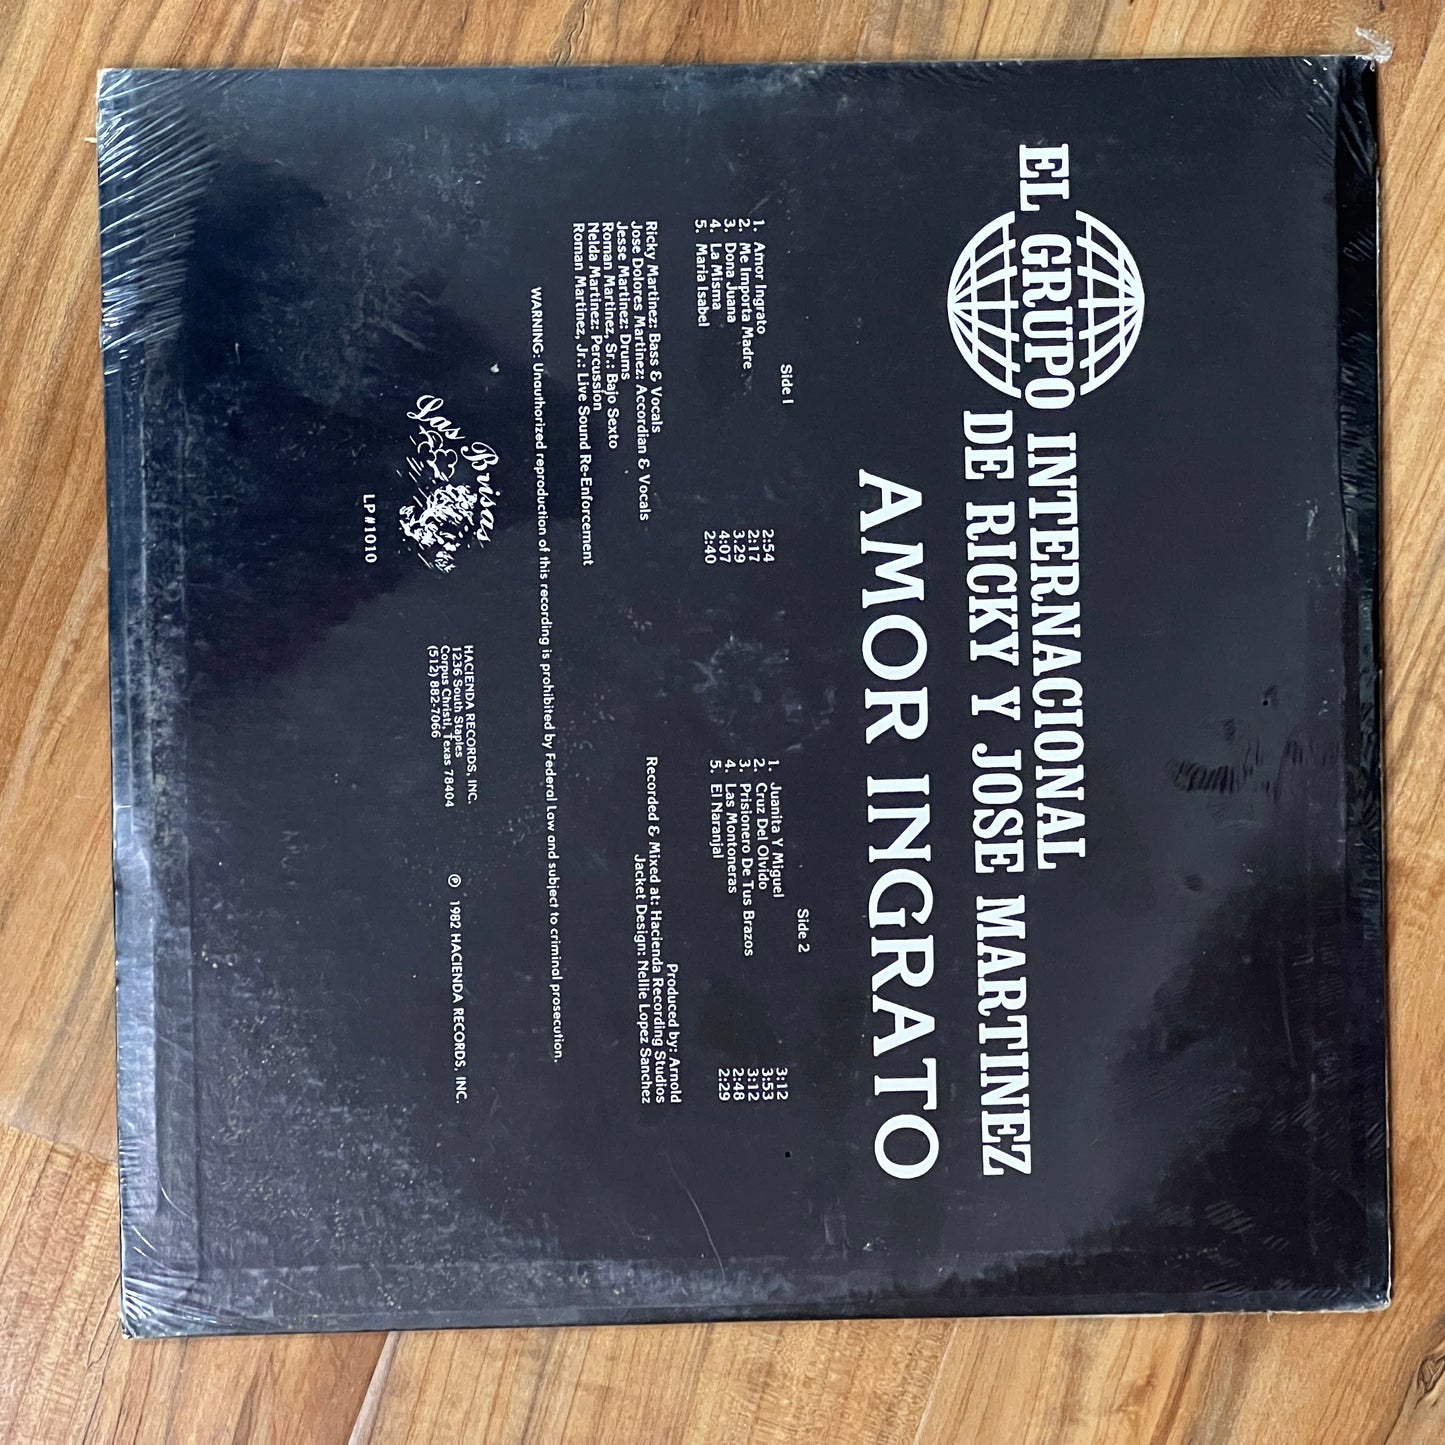 EL GRUPO INTERNACIONAL
DE RICKY Y JOSE MARTINEZ
AMOR INGRATO
Side 1
1. Amor Ingrato 2:54
2. Me Importa Madre 2:17
3. Dona Juana 3.29
4. La Misma 4:07
5. Maria Isabel 2:40
Side 2
1. Juanita Y Miguel 3:12
2. Cruz Del Olvido 3:53
3. Prisionero De Tus Brazos 3:12
4. Las Montoneras 2:48
5. El Naranjal 2:29
Ricky Martinez: Bass & Vocals
Jose Dolores Martinez: Accordian & Vocals
Jesse Martinez: Drums
Roman Martinez, Sr.: Bajo Sexto
Nelda Martinez: Percussion
Roman Martinez, Jr.: Live Sound Re-Enforcement
Produced by: Arnold
Recorded & Mixed at: Hacienda Recording Studios
Jacket Design: Nellie Lopez Sanchez
WARNING: Unauthorized reproduction of this recording is prohibited by Federal Law and subject to criminal prosecution.
Las Brisas
LP#1010
HACIENDA RECORDS, INC.
1236 South Staples
Corpus Christi, Texas 78404
(512) 882-7066
℗ 1982 HACIENDA RECORDS, INC.